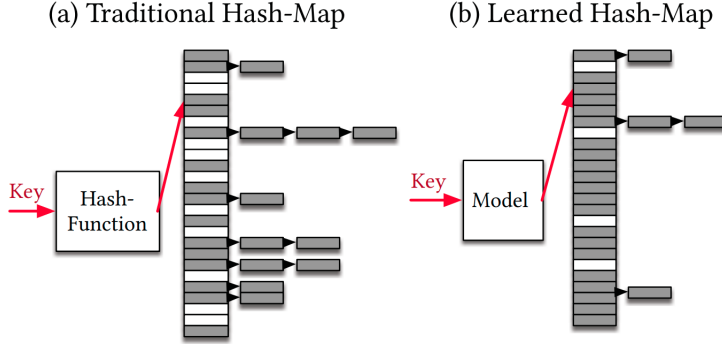 (a) Traditional Hash-Map
(b) Learned Hash-Map
Key
Hash-
Function
Key
Model